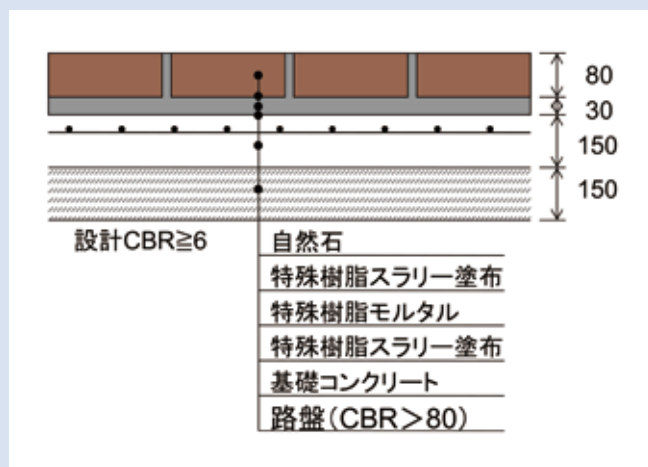 80
30
150
150
設計CBR≧6
自然石
特殊樹脂スラリー塗布
特殊樹脂モルタル
特殊樹脂スラリー塗布
基礎コンクリート
路盤(CBR＞80)